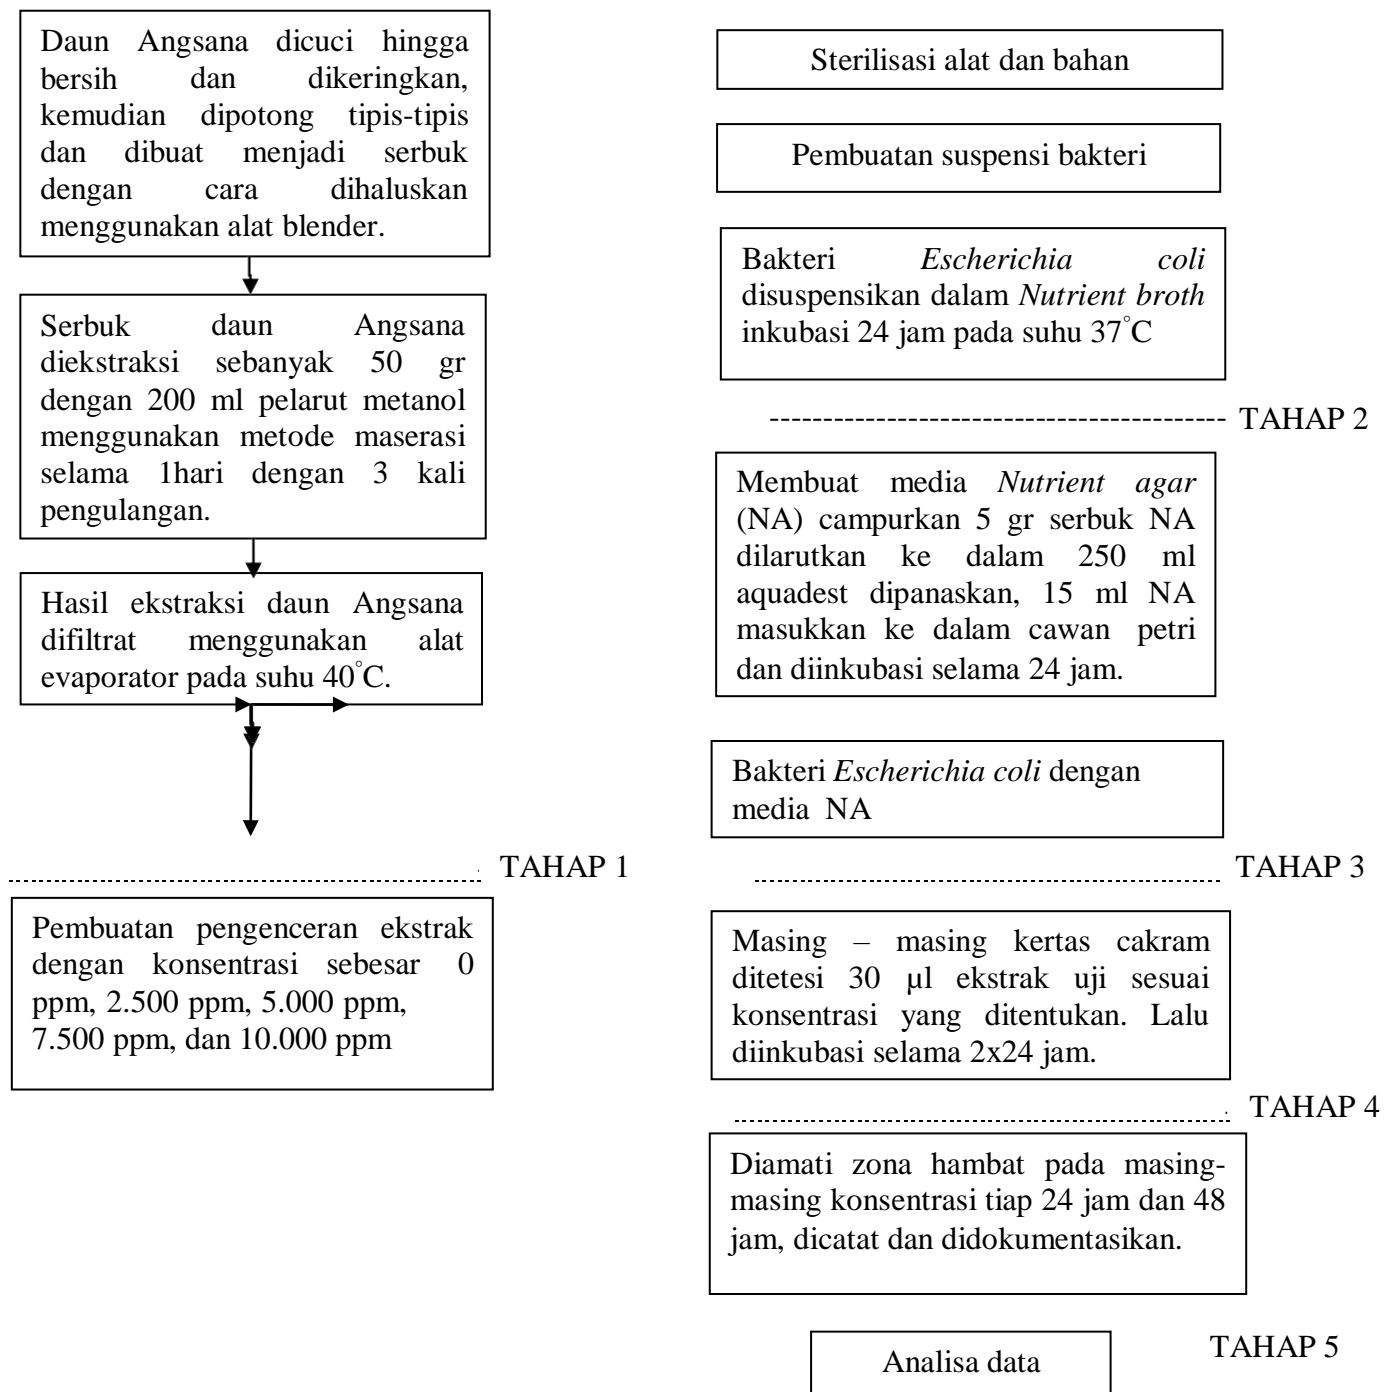 Daun Angsana dicuci hingga
bersih dan dikeringkan,
kemudian dipotong tipis-tipis
dan dibuat menjadi serbuk
dengan cara dihaluskan
menggunakan alat blender.
Serbuk daun Angsana
diekstraksi sebanyak 50 gr
dengan 200 ml pelarut metanol
menggunakan metode maserasi
selama 1hari dengan 3 kali
pengulangan.
Hasil ekstraksi daun Angsana
difiltrat menggunakan alat
evaporator pada suhu 40°C.
TAHAP 1
Pembuatan pengenceran ekstrak
dengan konsentrasi sebesar 0
ppm, 2.500 ppm, 5.000 ppm,
7.500 ppm, dan 10.000 ppm
Sterilisasi alat dan bahan
Pembuatan suspensi bakteri
Bakteri Escherichia coli
disuspensikan dalam Nutrient broth
inkubasi 24 jam pada suhu 37°C
TAHAP 2
Membuat media Nutrient agar
(NA) campurkan 5 gr serbuk NA
dilarutkan ke dalam 250 ml
aquadest dipanaskan, 15 ml NA
masukkan ke dalam cawan petri
dan diinkubasi selama 24 jam.
Bakteri Escherichia coli dengan
media NA
TAHAP 3
Masing – masing kertas cakram
ditetesi 30 µl ekstrak uji sesuai
konsentrasi yang ditentukan. Lalu
diinkubasi selama 2x24 jam.
TAHAP 4
Diamati zona hambat pada masing-
masing konsentrasi tiap 24 jam dan 48
jam, dicatat dan didokumentasikan.
TAHAP 5
Analisa data